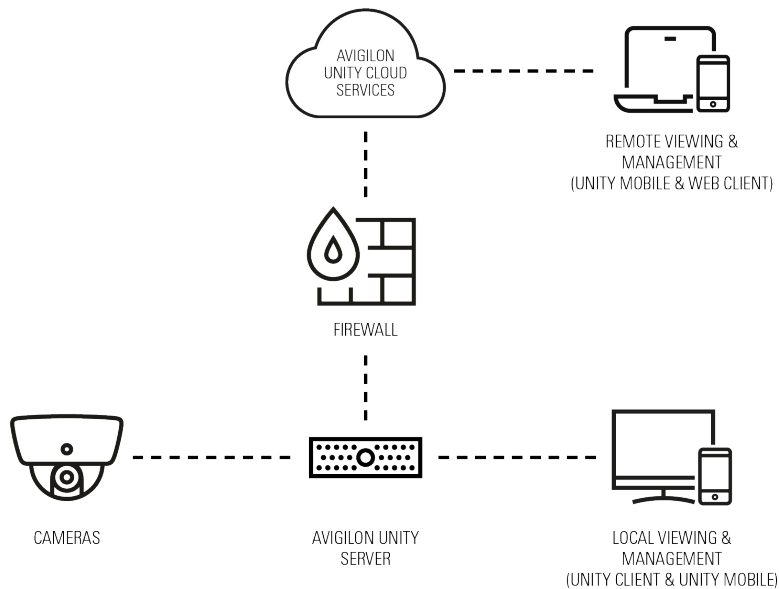 AVIGILON
UNITY CLOUD
SERVICES
REMOTE VIEWING &
MANAGEMENT
(UNITY MOBILE & WEB CLIENT)
FIREWALL
CAMERAS
AVIGILON UNITY
SERVER
LOCAL VIEWING &
MANAGEMENT
(UNITY CLIENT & UNITY MOBILE)